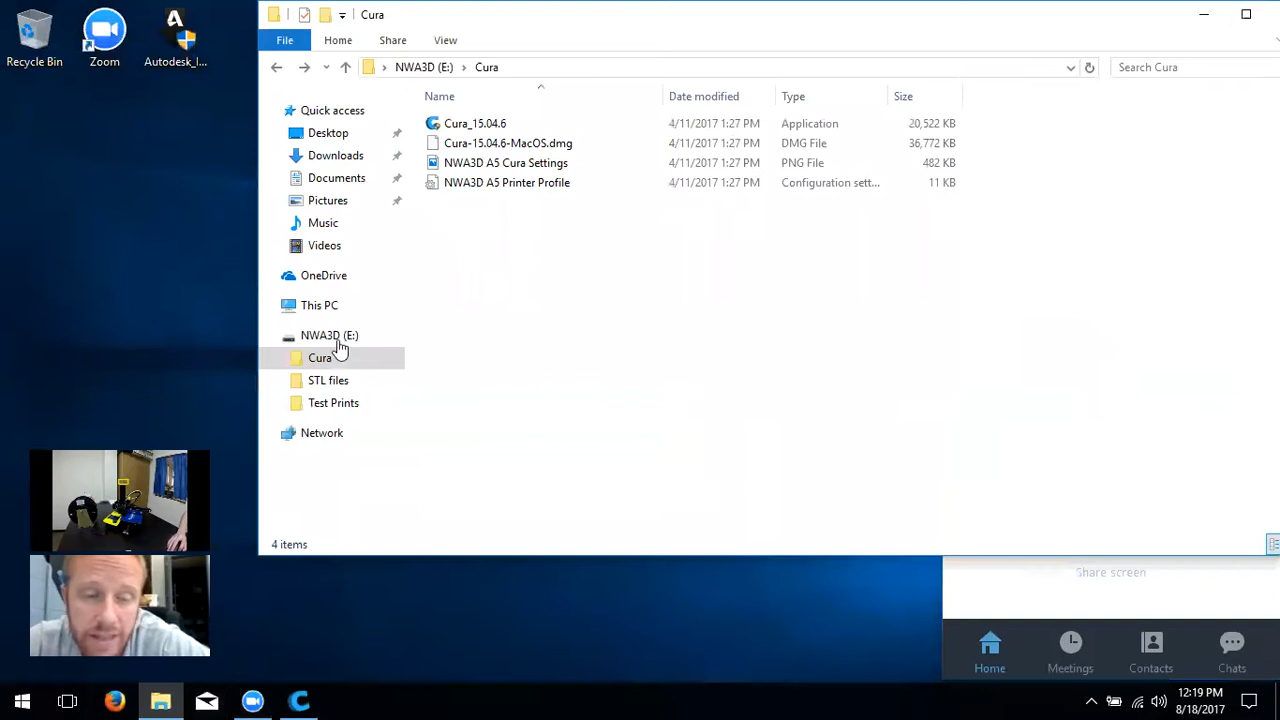 Cura
File Home Share View
NWA3D (E:) Cura
Search Cura
Name Date modified Type Size
Cura_15.04.6 4/11/2017 1:27 PM Application 20,522 KB
Cura-15.04.6-MacOS.dmg 4/11/2017 1:27 PM DMG File 36,772 KB
NWA3D A5 Cura Settings 4/11/2017 1:27 PM PNG File 482 KB
NWA3D A5 Printer Profile 4/11/2017 1:27 PM Configuration sett... 11 KB
Quick access
Desktop
Downloads
Documents
Pictures
Music
Videos
OneDrive
This PC
NWA3D (E:)
Cura
STL files
Test Prints
Network
4 items
Recycle Bin
Zoom
Autodesk_I...
Share screen
Home Meetings Contacts Chats
12:19 PM
8/18/2017